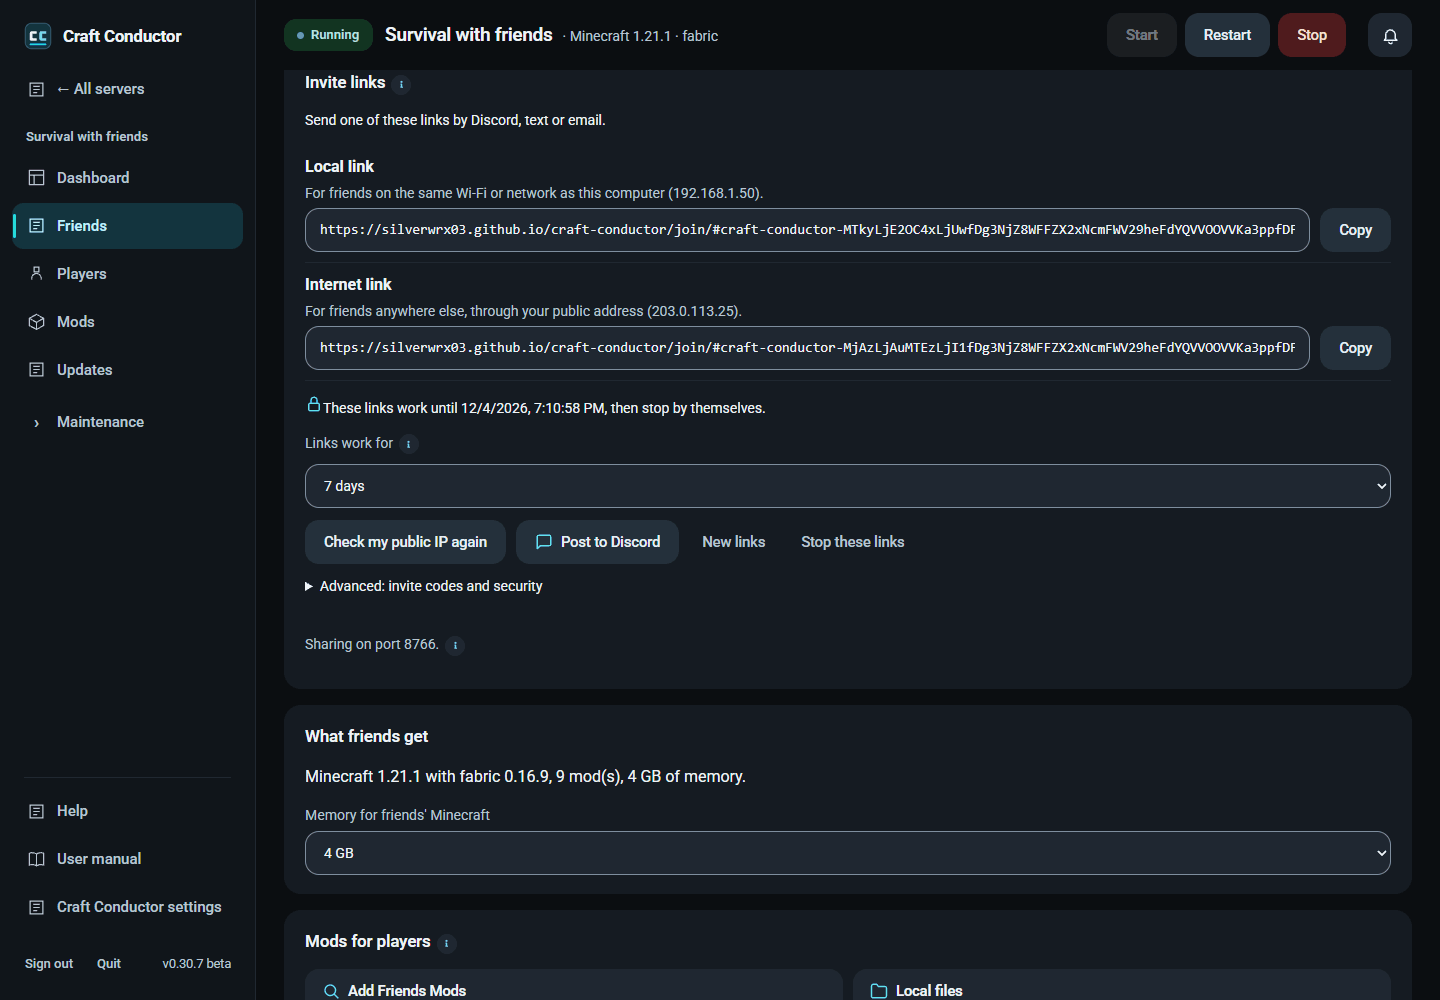 Craft Conductor
← All servers
Survival with friends
Dashboard
Friends
Players
Mods
Updates
› Maintenance
Help
User manual
Craft Conductor settings
Sign out Quit v0.30.7 beta
Running Survival with friends · Minecraft 1.21.1 · fabric
Start Restart Stop
Invite links i
Send one of these links by Discord, text or email.
Local link
For friends on the same Wi-Fi or network as this computer (192.168.1.50).
https://silverwrx03.github.io/craft-conductor/join/#craft-conductor-MTkyLjE2OC4xLjUwfDg3NjZ8WFFZX2xNcmFWV29heFdYQVVOOVVKa3ppfDF Copy
Internet link
For friends anywhere else, through your public address (203.0.113.25).
https://silverwrx03.github.io/craft-conductor/join/#craft-conductor-MjAzLjAuMTEzLjI1fDg3NjZ8WFFZX2xNcmFWV29heFdYQVVOOVVKa3ppfDF Copy
These links work until 12/4/2026, 7:10:58 PM, then stop by themselves.
Links work for i
7 days
Check my public IP again Post to Discord New links Stop these links
Advanced: invite codes and security
Sharing on port 8766. i
What friends get
Minecraft 1.21.1 with fabric 0.16.9, 9 mod(s), 4 GB of memory.
Memory for friends' Minecraft
4 GB
Mods for players i
Add Friends Mods Local files